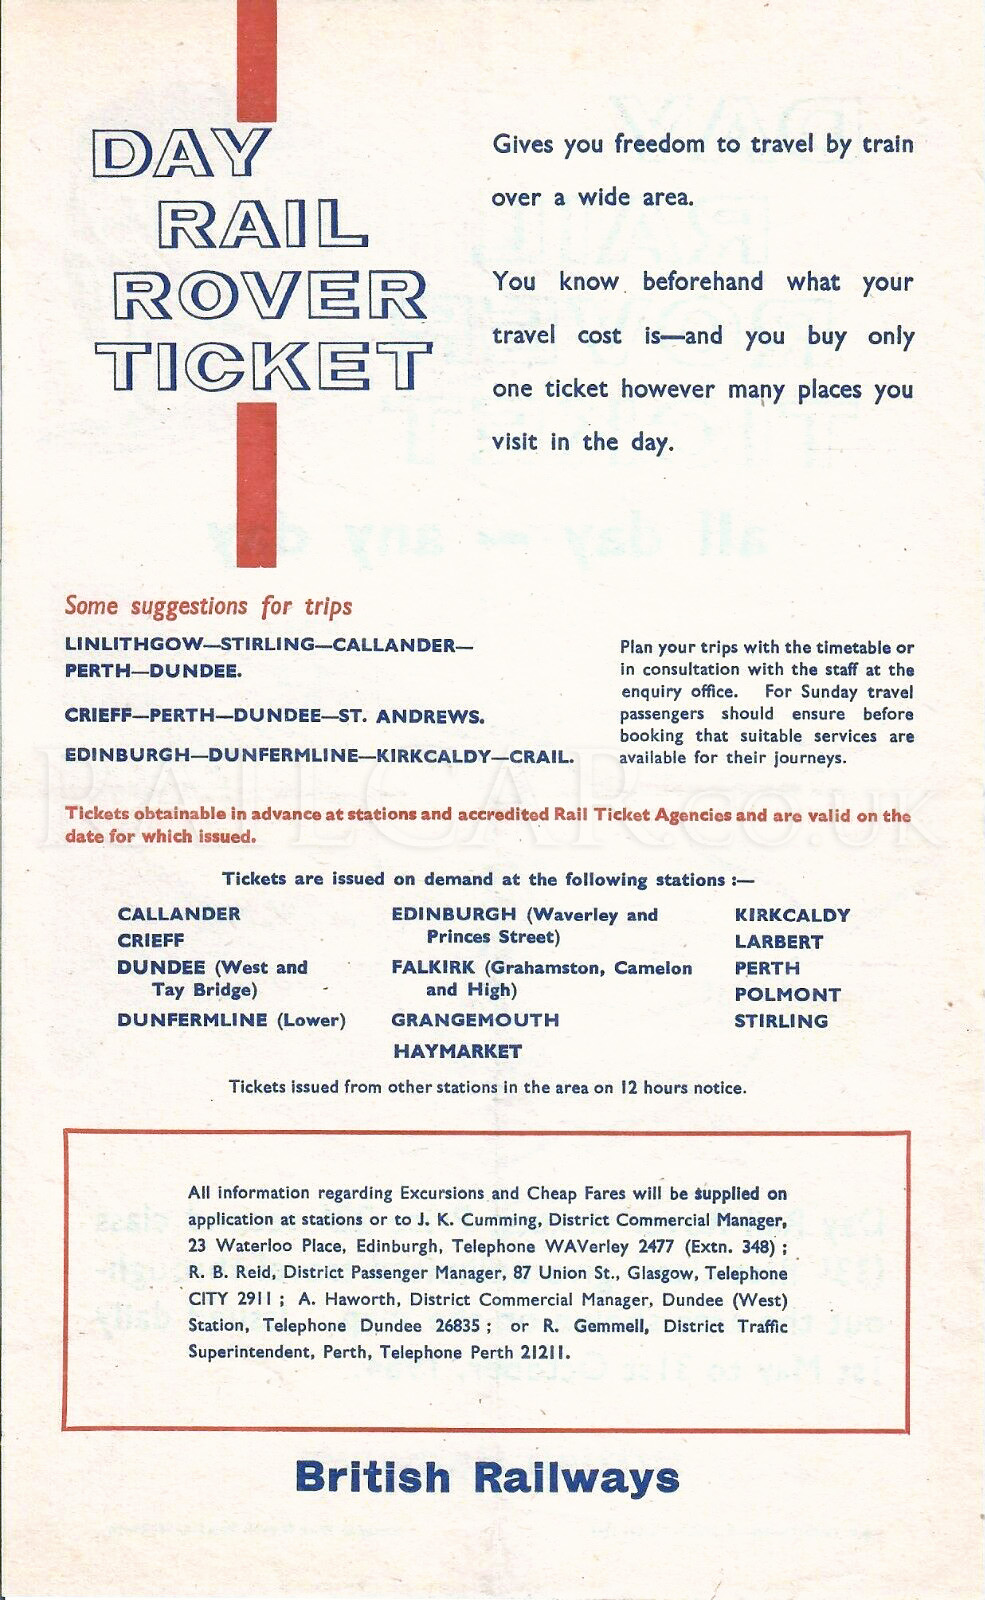 DAY
RAIL
ROVER
TICKET
Gives you freedom to travel by train
over a wide area.
You know beforehand what your
travel cost is—and you buy only
one ticket however many places you
visit in the day.
all day — any day
Some suggestions for trips
LINLITHGOW—STIRLING—CALLANDER—
PERTH—DUNDEE.
CRIEFF—PERTH—DUNDEE—ST. ANDREWS.
EDINBURGH—DUNFERMLINE—KIRKCALDY—CRAIL.
Plan your trips with the timetable or
in consultation with the staff at the
enquiry office. For Sunday travel
passengers should ensure before
booking that suitable services are
available for their journeys.
RAILCAR.co.uk
Tickets obtainable in advance at stations and accredited Rail Ticket Agencies and are valid on the
date for which issued.
Tickets are issued on demand at the following stations :—
CALLANDER
CRIEFF
DUNDEE (West and
Tay Bridge)
DUNFERMLINE (Lower)
EDINBURGH (Waverley and
Princes Street)
FALKIRK (Grahamston, Camelon
and High)
GRANGEMOUTH
HAYMARKET
KIRKCALDY
LARBERT
PERTH
POLMONT
STIRLING
Tickets issued from other stations in the area on 12 hours notice.
All information regarding Excursions and Cheap Fares will be supplied on
application at stations or to J. K. Cumming, District Commercial Manager,
23 Waterloo Place, Edinburgh, Telephone WAVerley 2477 (Extn. 348) ;
R. B. Reid, District Passenger Manager, 87 Union St., Glasgow, Telephone
CITY 2911 ; A. Haworth, District Commercial Manager, Dundee (West)
Station, Telephone Dundee 26835 ; or R. Gemmell, District Traffic
Superintendent, Perth, Telephone Perth 21211.
British Railways